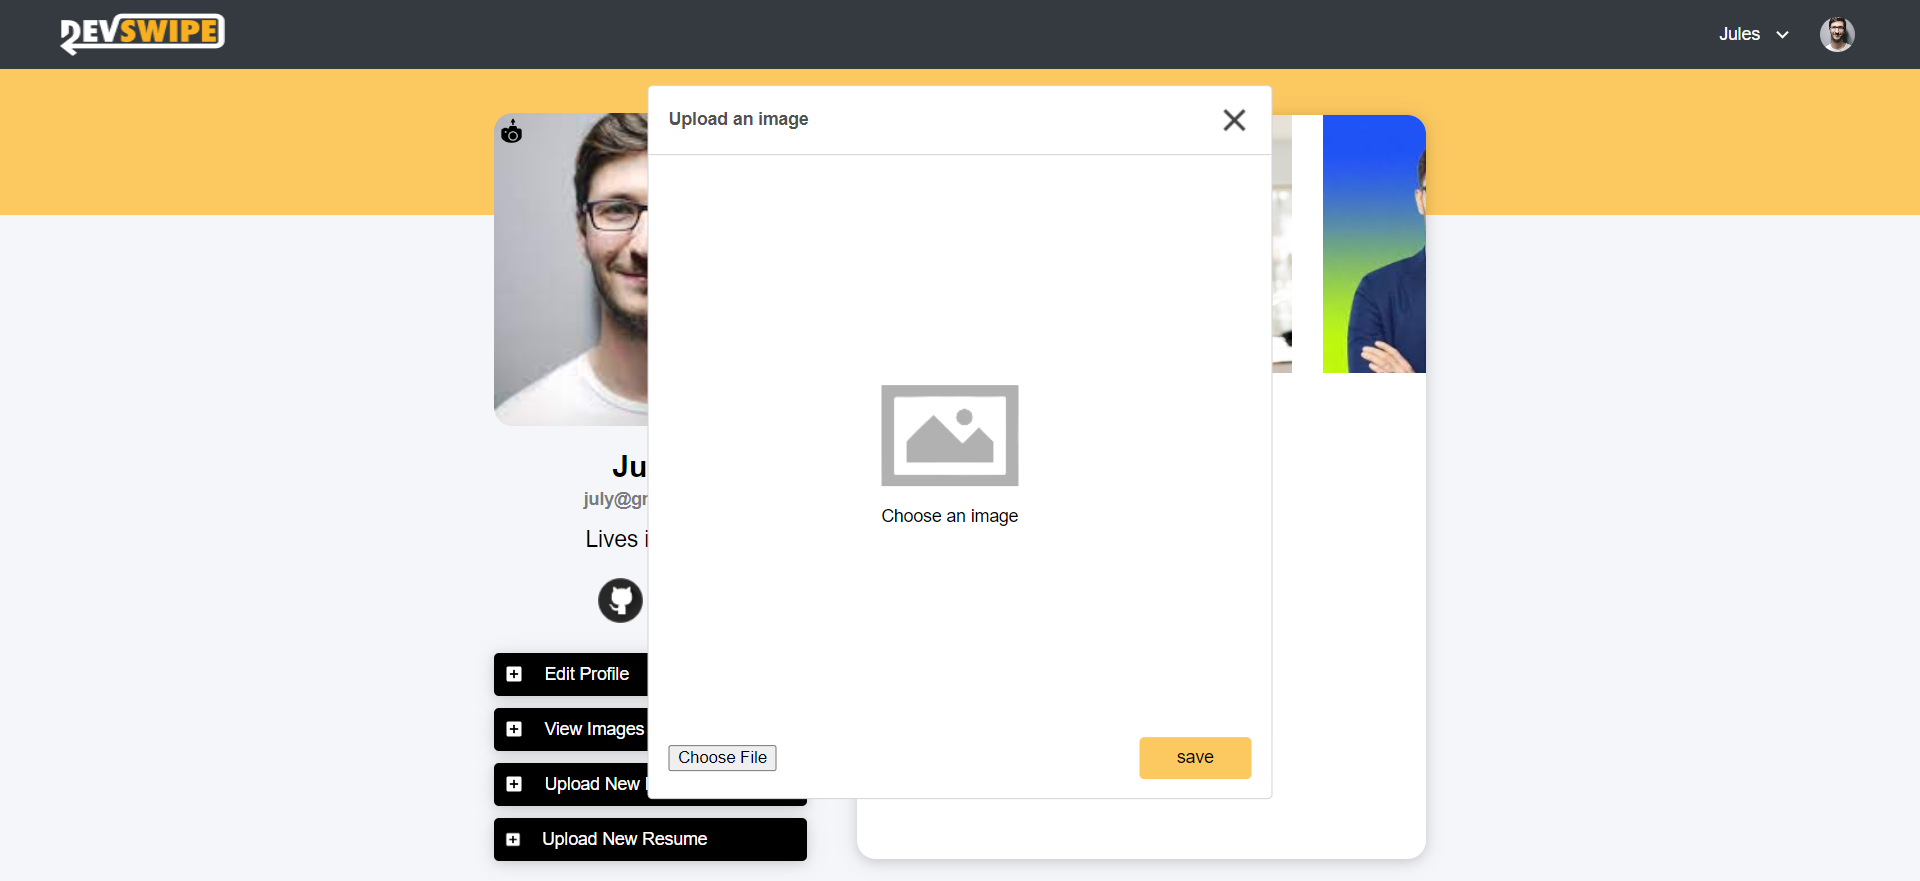 DEVSWIPE
Jules
Upload an image
Ju
july@gr
Lives i
Choose an image
Edit Profile
View Images
Upload New
Upload New Resume
Choose File
save